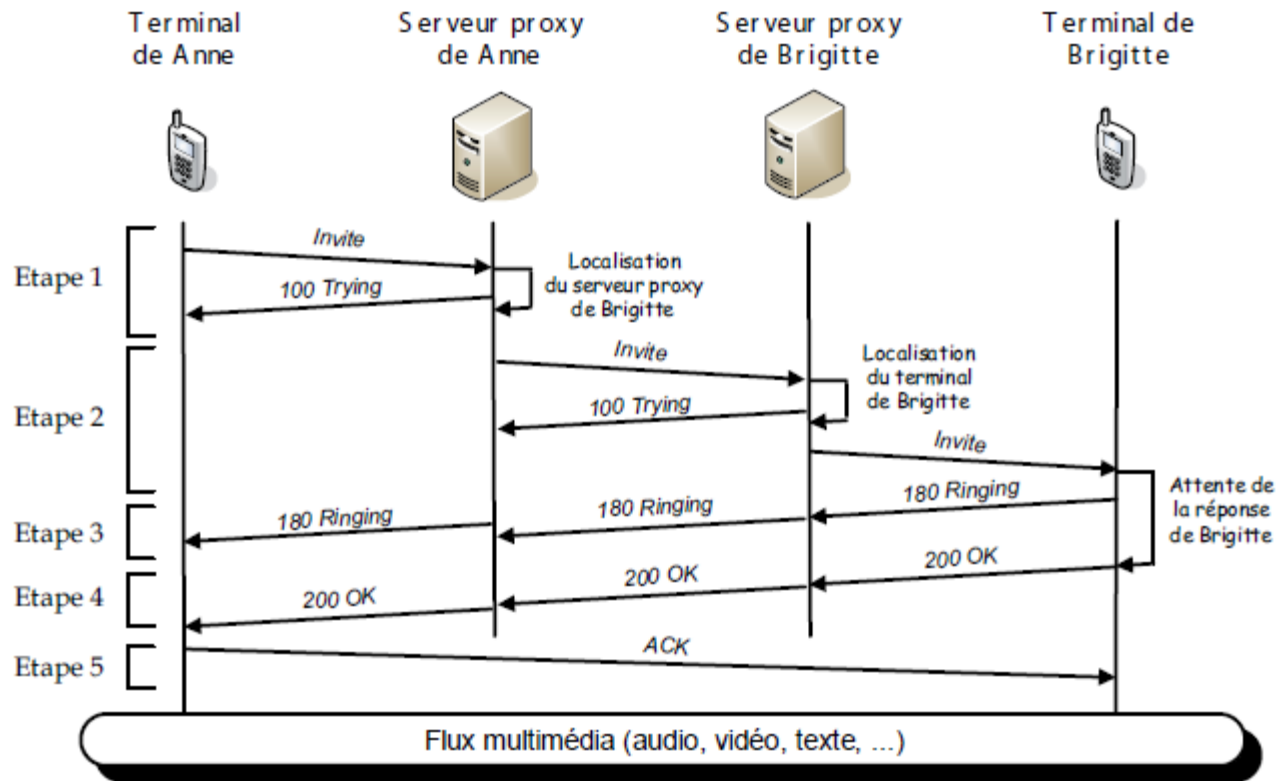 Terminal
de Anne
Serveur proxy
de Anne
Serveur proxy
de Brigitte
Terminal de
Brigitte
Etape 1
Invite
100 Trying
Localisation
du serveur proxy
de Brigitte
Etape 2
Invite
100 Trying
Localisation
du terminal
de Brigitte
Invite
Etape 3
180 Ringing
180 Ringing
180 Ringing
Attente de
la réponse
de Brigitte
Etape 4
200 OK
200 OK
200 OK
Etape 5
ACK
Flux multimédia (audio, vidéo, texte, ...)